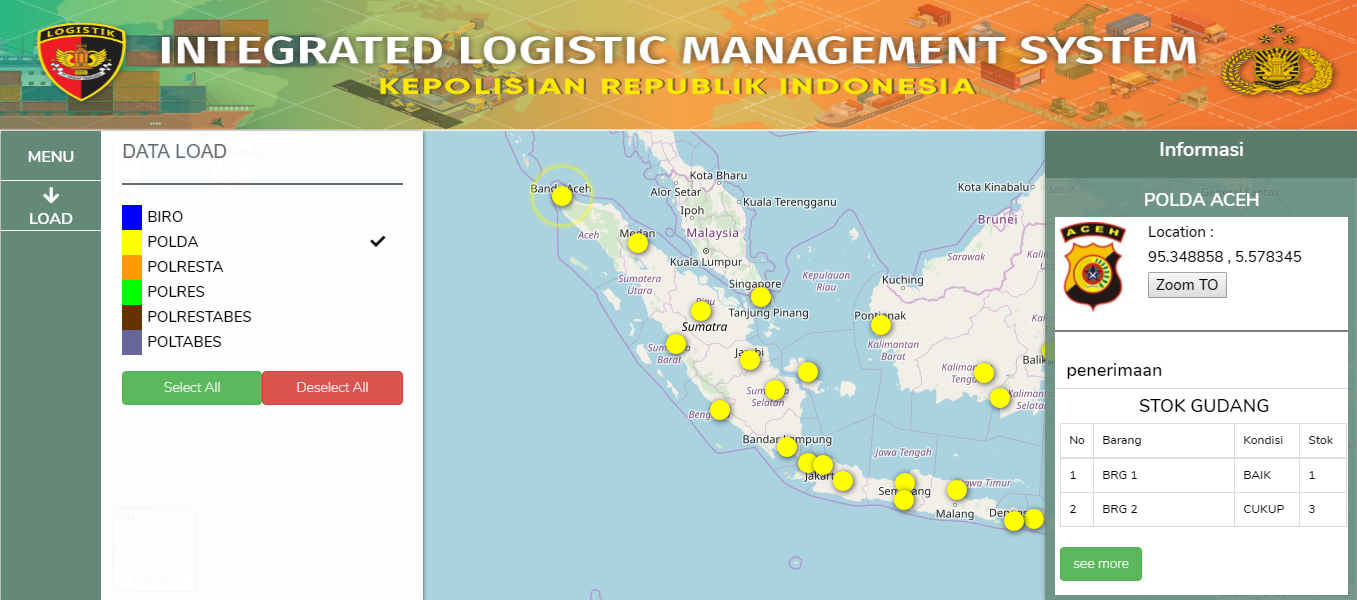 LOGISTIK
INTEGRATED LOGISTIC MANAGEMENT SYSTEM
KEPOLISIAN REPUBLIK INDONESIA
MENU
LOAD
DATA LOAD
BIRO
POLDA
POLRESTA
POLRES
POLRESTABES
POLTABES
Select All
Deselect All
Banda Aceh
Aceh
Medan
Kota Bharu
Alor Setar
Kuala Terengganu
Ipoh
Malaysia
Kuala Lumpur
Sumatera
Utara
Singapore
Kepulauan
Riau
Riau
Tanjung Pinang
Sumatra
Sumatera
Barat
Jambi
Sumatera
Selatan
Bengkulu
Bandar Lampung
Jakarta
Kota Kinabalu
Sabah
Brunei
Sarawak
Kuching
Pontianak
Kalimantan
Barat
Kalimantan
Tengah
Kalimantan
Selatan
Jawa Tengah
Semarang
Jawa Timur
Malang
Informasi
General Santos
POLDA ACEH
ACEH
Location :
95.348858 , 5.578345
Zoom TO
penerimaan
STOK GUDANG
No Barang Kondisi Stok
1 BRG 1 BAIK 1
2 BRG 2 CUKUP 3
see more